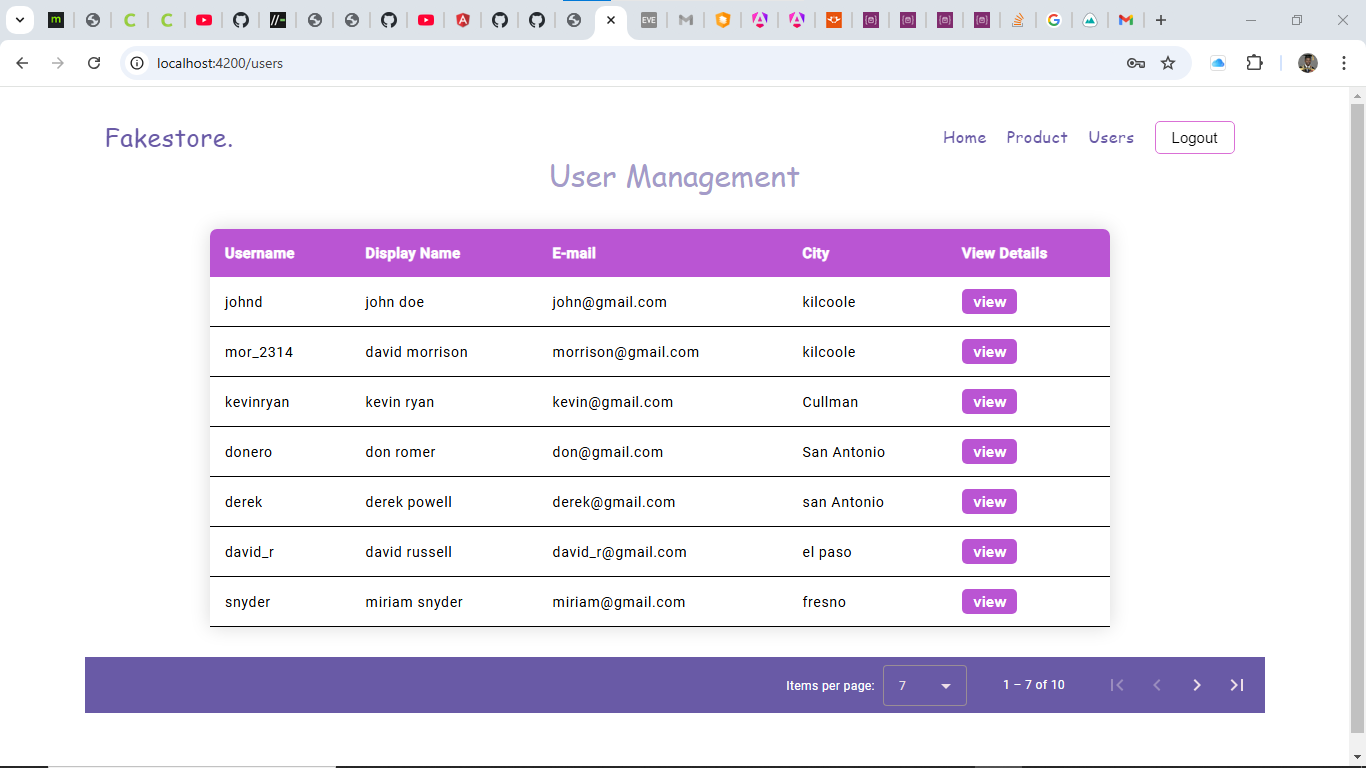 EVE
localhost:4200/users
Fakestore.
Home Product Users Logout
User Management
Username Display Name E-mail City View Details
johnd john doe john@gmail.com kilcoole view
mor_2314 david morrison morrison@gmail.com kilcoole view
kevinryan kevin ryan kevin@gmail.com Cullman view
donero don romer don@gmail.com San Antonio view
derek derek powell derek@gmail.com san Antonio view
david_r david russell david_r@gmail.com el paso view
snyder miriam snyder miriam@gmail.com fresno view
Items per page: 7 1 – 7 of 10